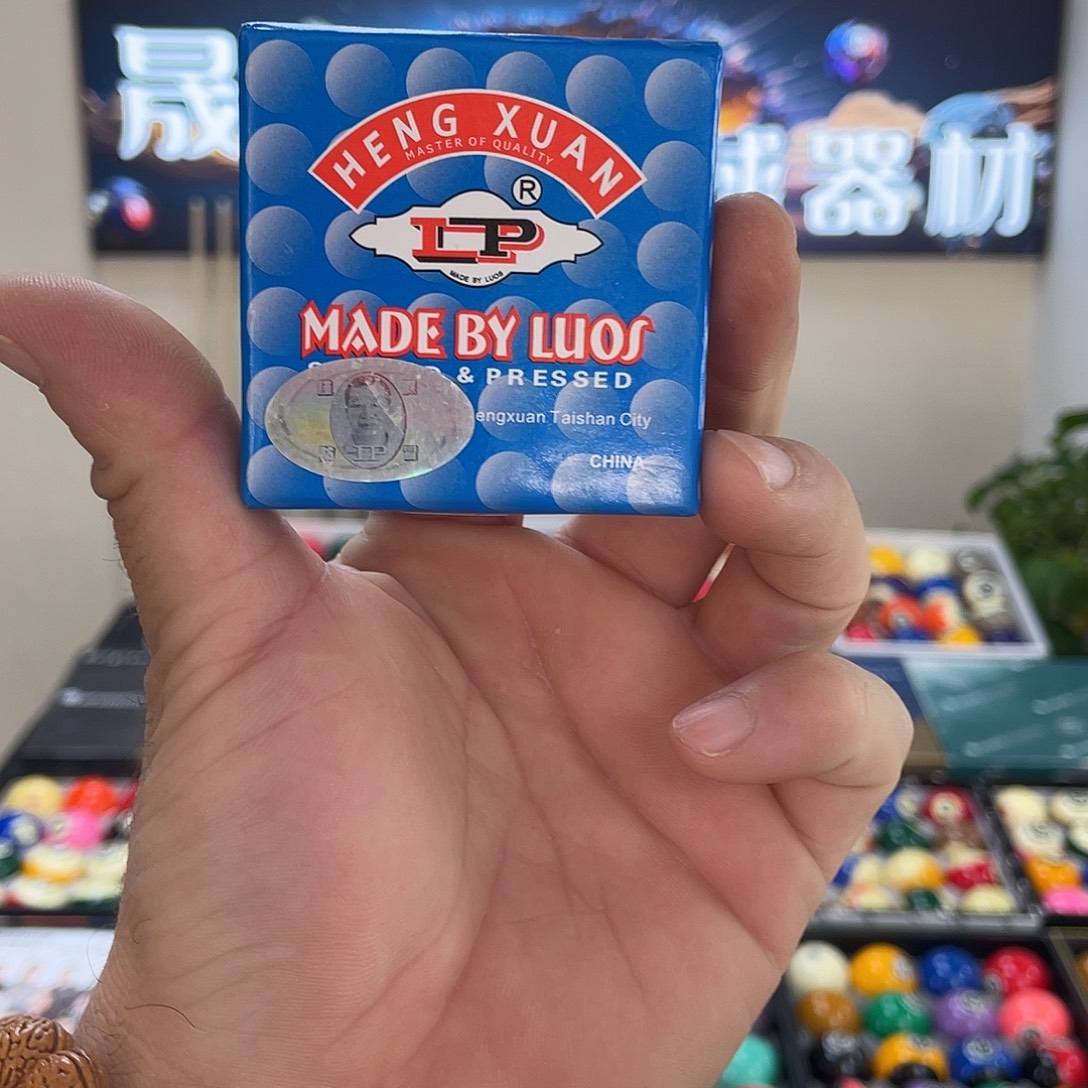 晟
球器材
HENG XUAN
MASTER OF QUALITY
®
LP
MADE BY LUOS
MADE BY LUOS
& PRESSED
engxuan Taishan City
CHINA